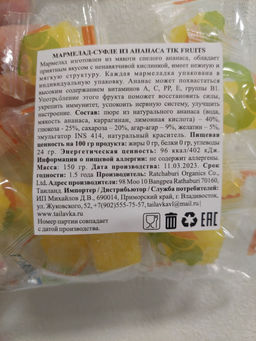 МАРМЕЛАД-СУФЛЕ ИЗ АНАНАСА TIK FRUITS
Мармелад изготовлен из мякоти спелого ананаса, обладает
приятным вкусом с ненавязчивой кислинкой, имеет нежную и
мягкую структуру. Каждая мармеладка упакована в
индивидуальную упаковку. Ананас может похвастаться
высоким содержанием витаминов А, С, РР, Е, группы В1.
Употребление этого фрукта поможет восстановить силы,
укрепить иммунитет, успокоить нервную систему, улучшить
настроение. Состав: пюре из натурального ананаса (вода,
мякоть ананаса, каррагинан, лимонная кислота) – 40%,
глюкоза - 25%, сахароза – 20%, агар-агар – 9%, желатин – 5%,
эмульгатор INS 414, натуральный краситель. Пищевая
ценность на 100 гр продукта: жиры 0 гр, белки 0 гр, углеводы
24 гр. Энергетическая ценность: 96 ккал/402 кДж.
Информация о пищевой аллергии: не содержит аллергены.
Масса: 150 гр. Дата изготовления: 11.03.2023. Срок
годности: 1.5 года Производитель: Ratchaburi Organics Co.,
Ltd. Адрес производителя: 98 Moo 10 Bangpea Rathaburi 70160,
Таиланд. Импортер / Дистрибьютор / Служба потребителей:
ИП Михайлов Д.В., 690014, Приморский край, г. Владивосток,
ул. Жуковского, 52, +7(902)555-75-57, tailavkavl@mail.ru |
www.tailavka.ru
Номер партии совпадает
с датой производства.
EAC